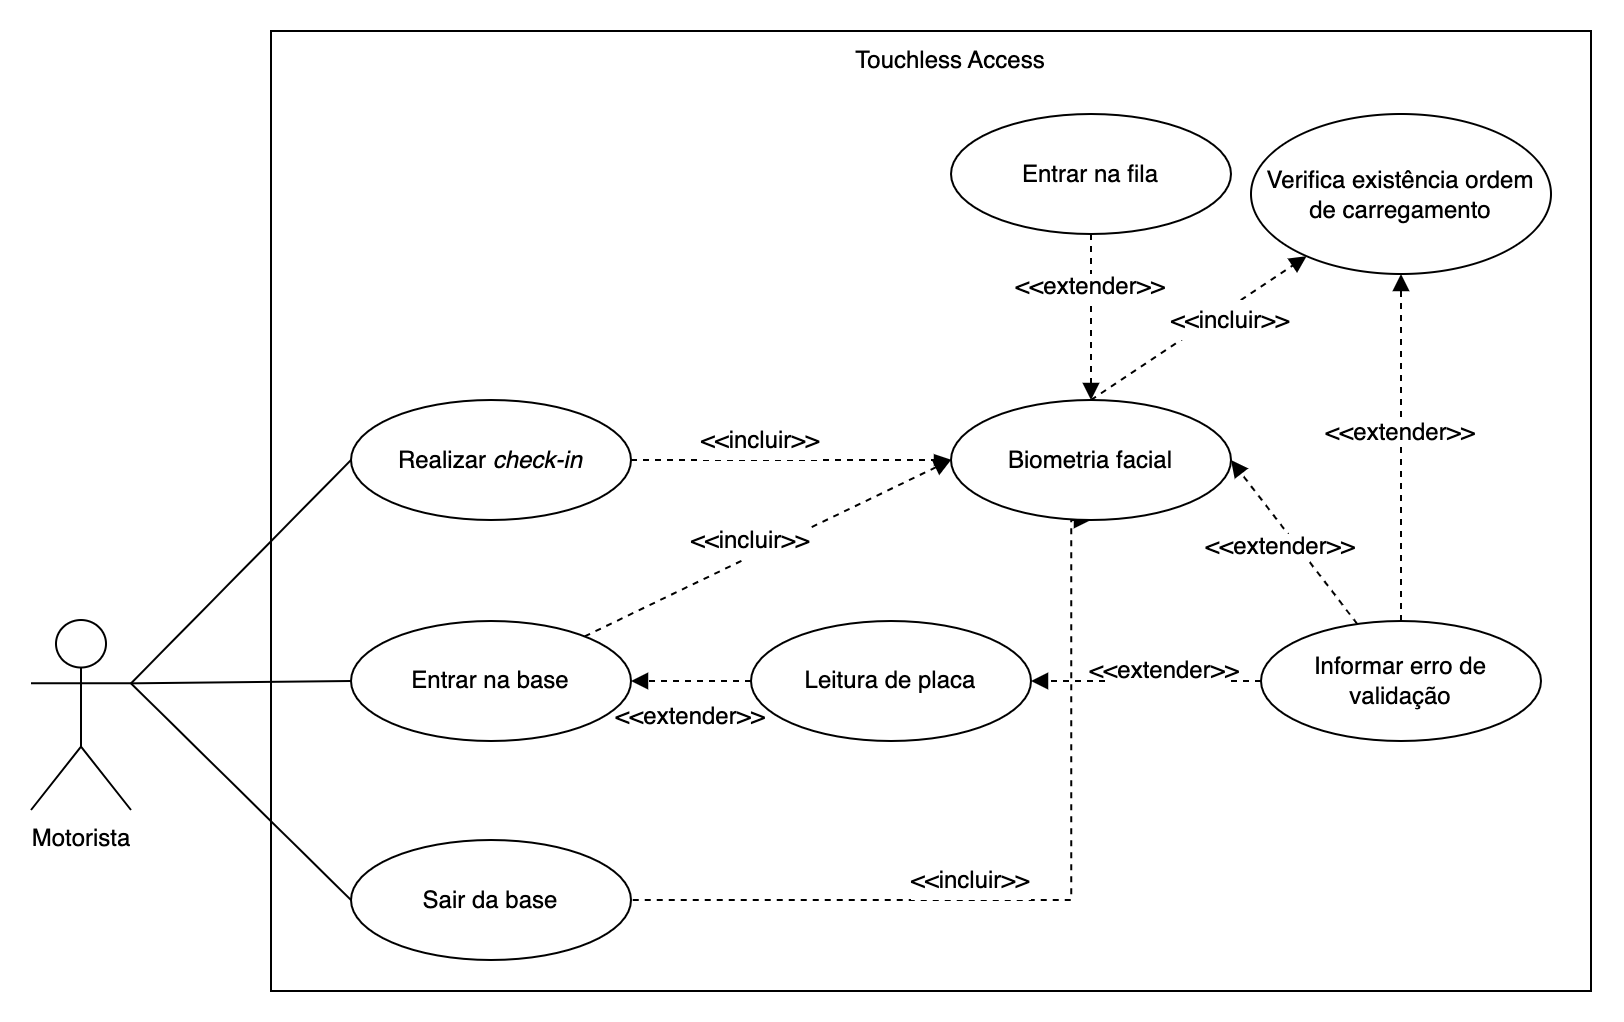 Touchless Access
Entrar na fila
Verifica existência ordem
de carregamento
<<extender>>
<<incluir>>
<<extender>>
Realizar check-in
<<incluir>>
Biometria facial
<<incluir>>
<<extender>>
Entrar na base
<<extender>>
Leitura de placa
<<extender>>
Informar erro de
validação
Motorista
Sair da base
<<incluir>>